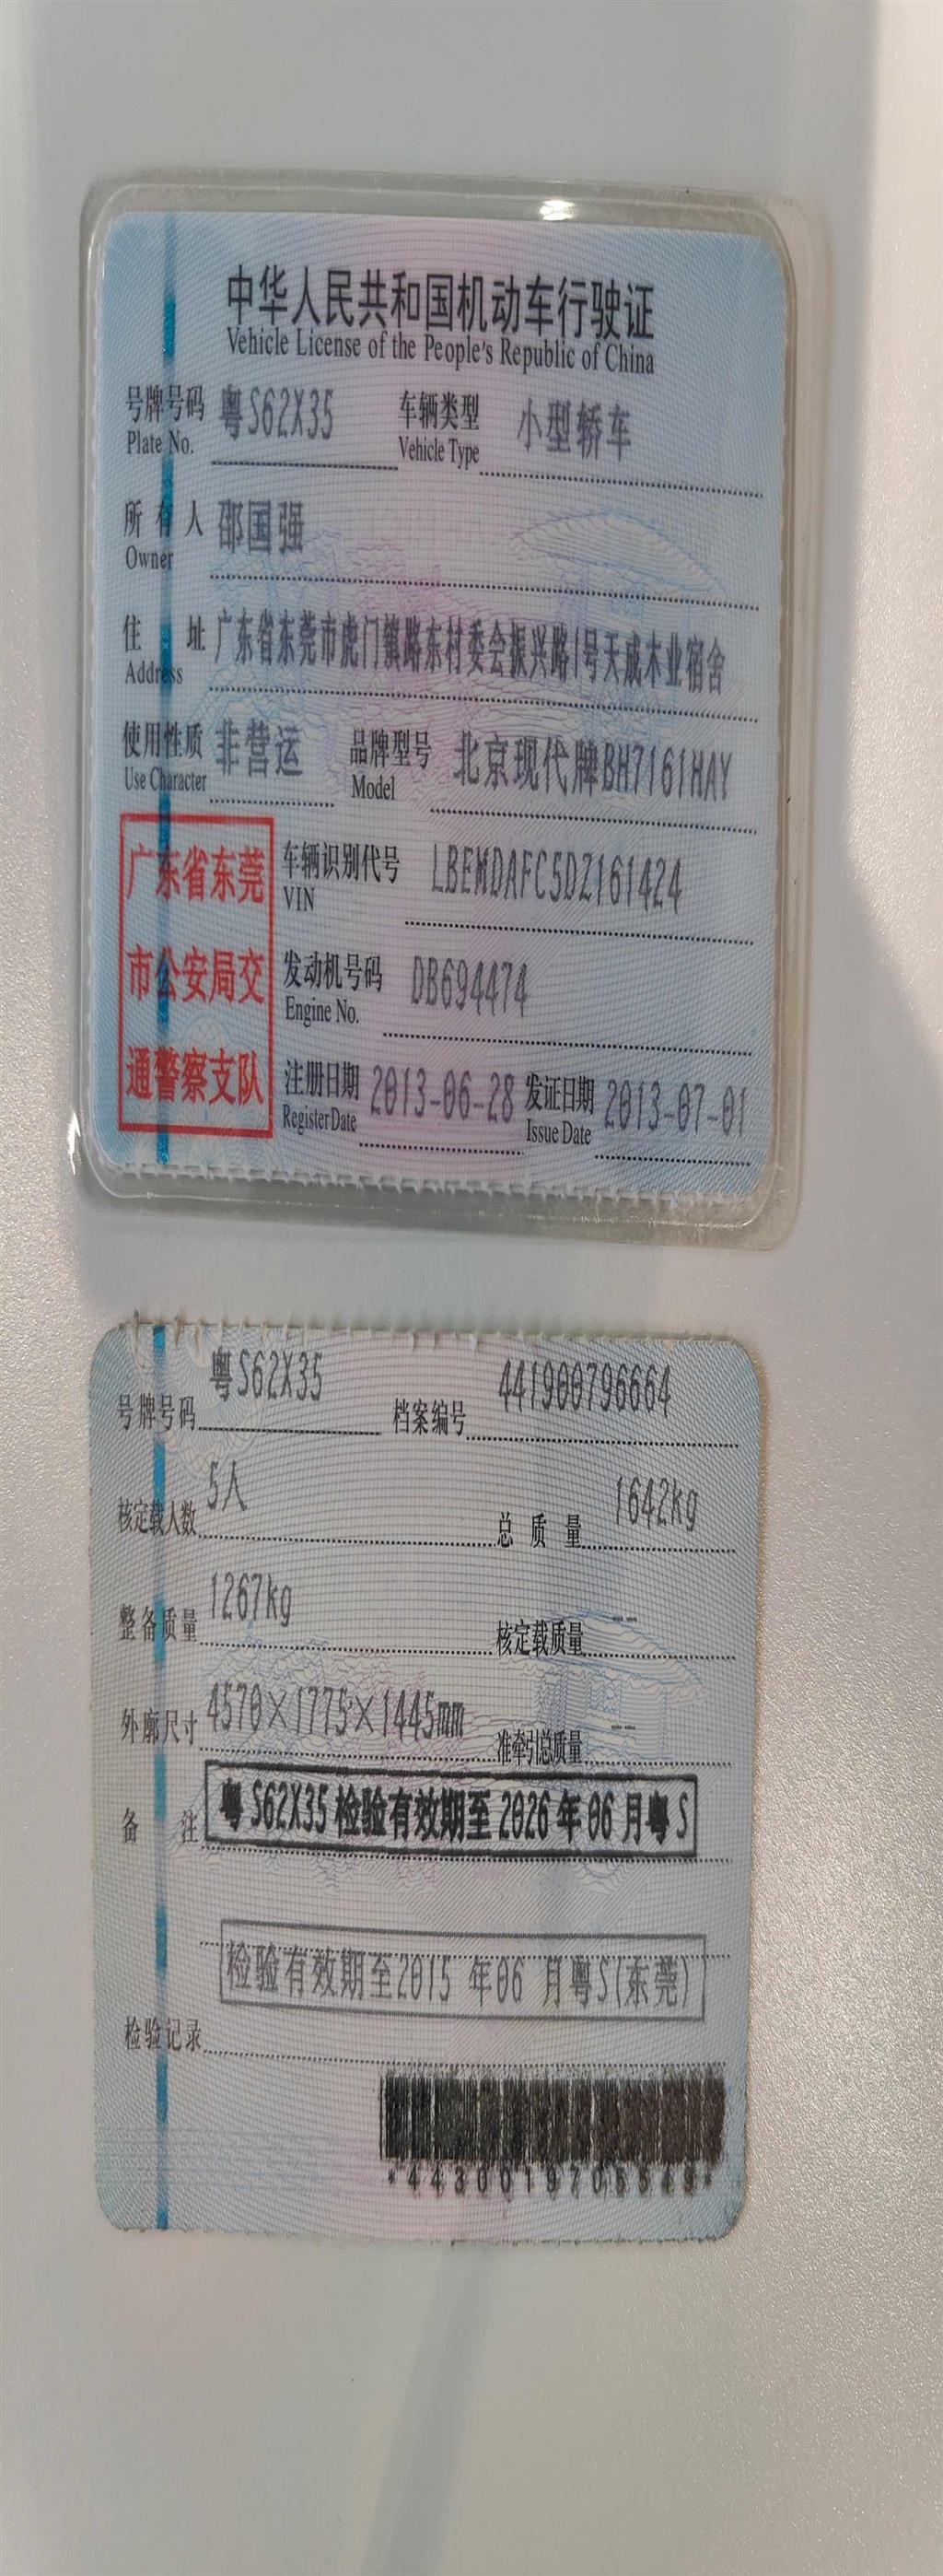 中华人民共和国机动车行驶证
Vehicle License of the People's Republic of China
号牌号码 粤S62X35 车辆类型 小型轿车
Plate No. Vehicle Type
所有人 邵国强
Owner
住址 广东省东莞市虎门镇路东村委会振兴路1号天成木业宿舍
Address
使用性质 非营运 品牌型号 北京现代牌BH7161HAY
Use Character Model
广东省东莞
市公安局交
通警察支队
车辆识别代号 LBEMDAFC5DZ161424
VIN
发动机号码 DB694474
Engine No.
注册日期 2013-06-28 发证日期 2013-07-01
Register Date Issue Date
号牌号码 粤S62X35 档案编号 441900796664
核定载人数 5人 总质量 1642kg
整备质量 1267kg 核定载质量 --
外廓尺寸 4570×1775×1445mm 准牵引总质量 --
备注 粤S62X35检验有效期至2026年06月粤S
检验有效期至2015年06月粤S(东莞)
检验记录
*4430019705549*